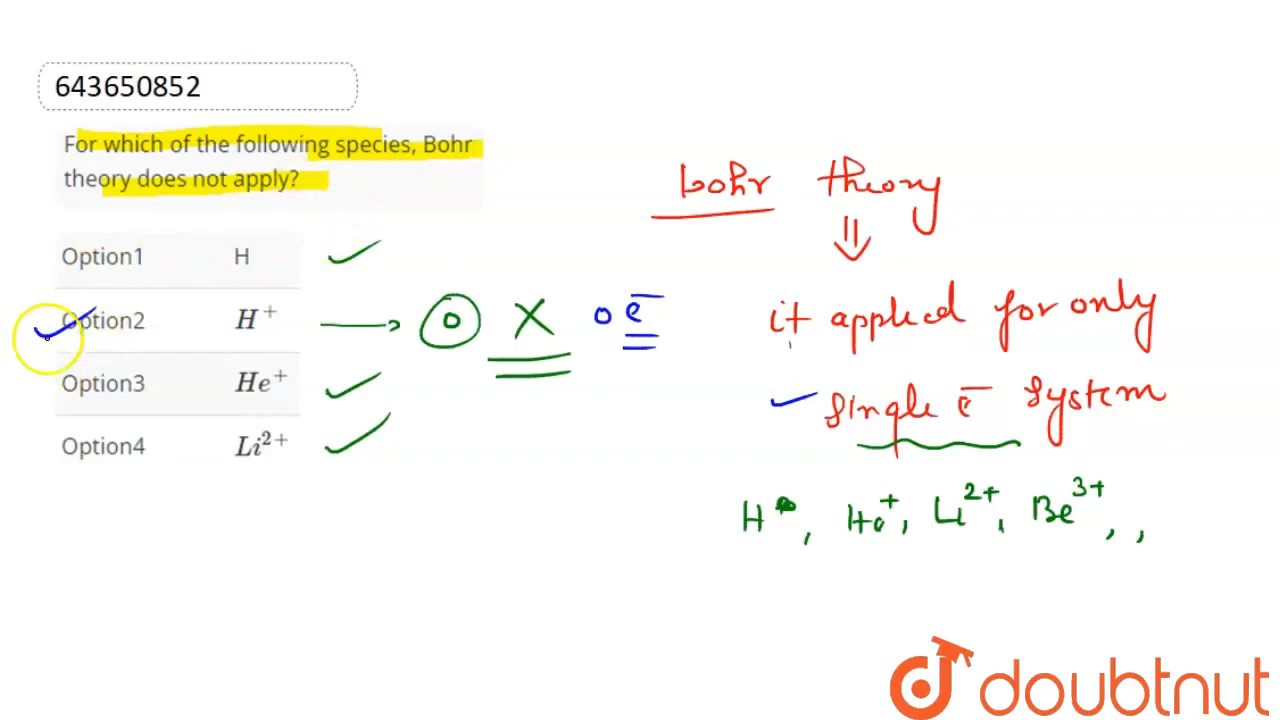 643650852
For which of the following species, Bohr
theory does not apply?
Option1 H
Option2 H⁺
Option3 He⁺
Option4 Li²⁺
0 X 0 e⁻
bohr theory
⇓
it applied for only
single e⁻ system
H, He⁺, Li²⁺, Be³⁺, ,
doubtnut